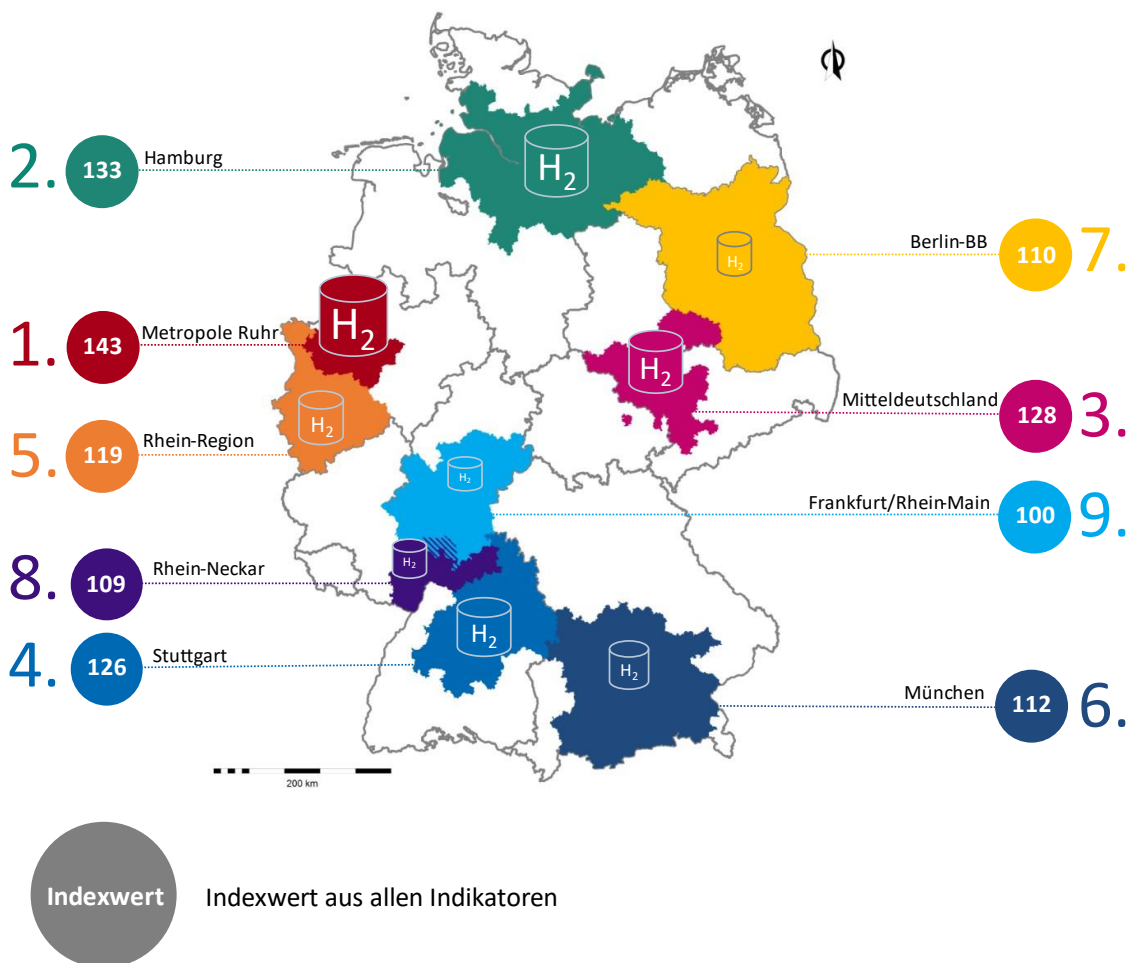 H2
2. 133 Hamburg
H2
Berlin-BB 110 7.
H2
1. 143 Metropole Ruhr
H2
Mitteldeutschland 128 3.
H2
5. 119 Rhein-Region
H2
Frankfurt/Rhein-Main 100 9.
H2
8. 109 Rhein-Neckar
H2
4. 126 Stuttgart
H2
München 112 6.
200 km
Indexwert Indexwert aus allen Indikatoren